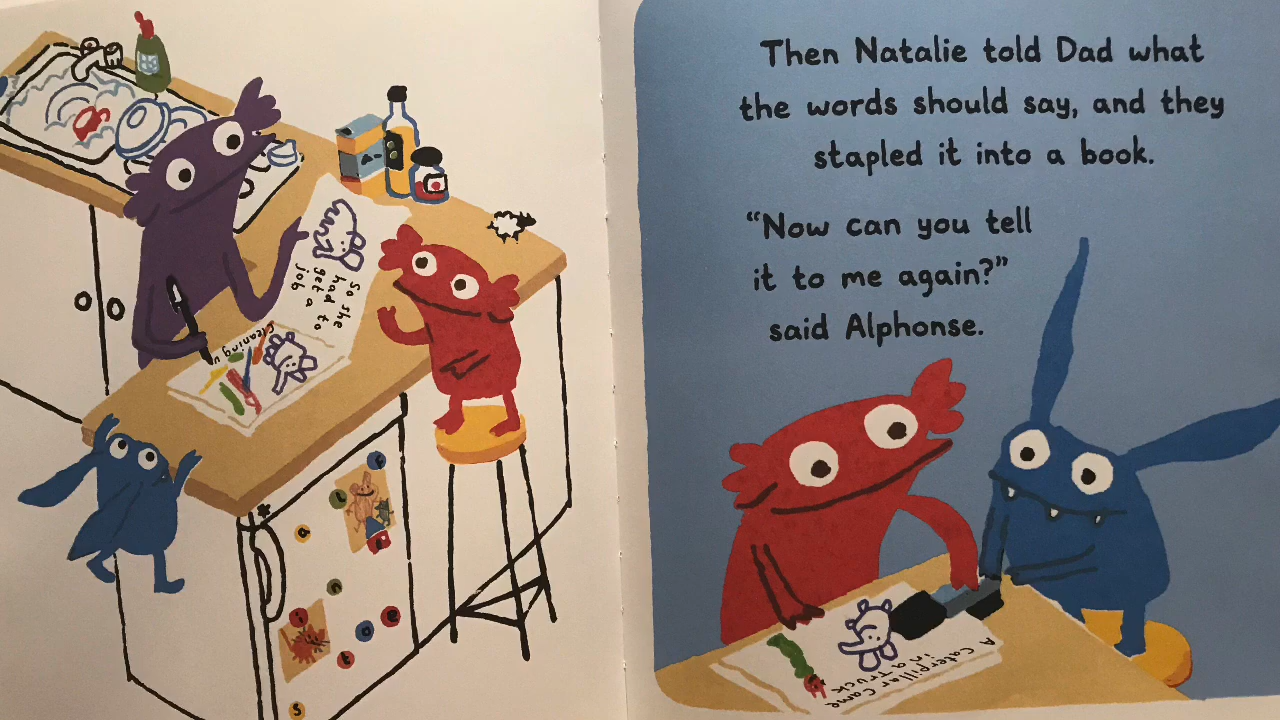 So she
had to
get a
job
cleaning u
Then Natalie told Dad what
the words should say, and they
stapled it into a book.
“Now can you tell
it to me again?”
said Alphonse.
A caterpillar came
in a truck